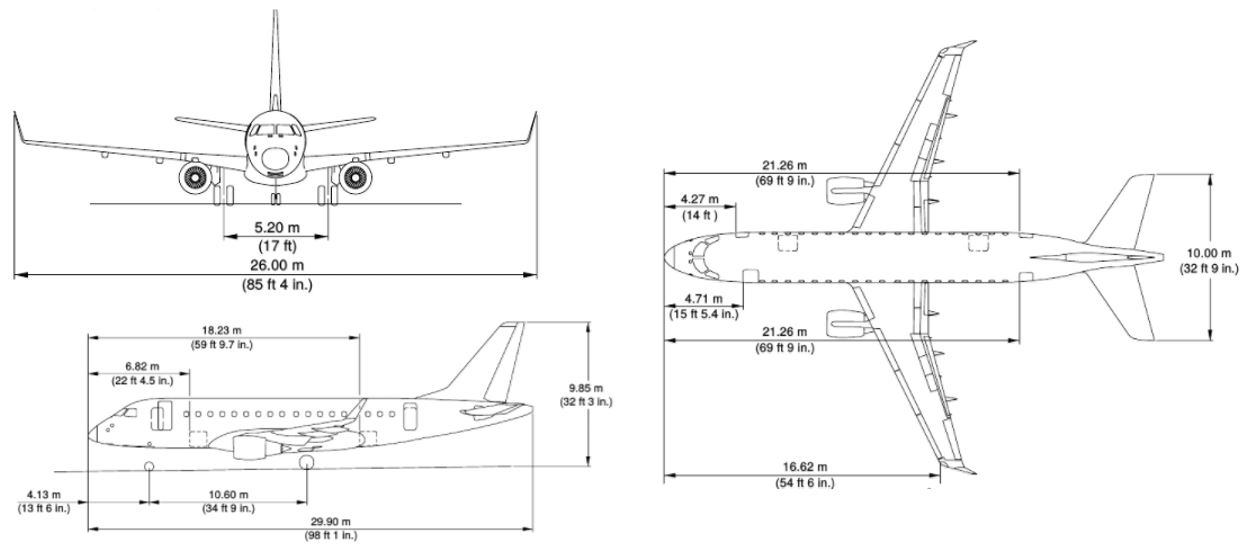 5.20 m
(17 ft)
26.00 m
(85 ft 4 in.)
18.23 m
(59 ft 9.7 in.)
6.82 m
(22 ft 4.5 in.)
9.85 m
(32 ft 3 in.)
4.13 m
(13 ft 6 in.)
10.60 m
(34 ft 9 in.)
29.90 m
(98 ft 1 in.)
21.26 m
(69 ft 9 in.)
4.27 m
(14 ft )
10.00 m
(32 ft 9 in.)
4.71 m
(15 ft 5.4 in.)
21.26 m
(69 ft 9 in.)
16.62 m
(54 ft 6 in.)